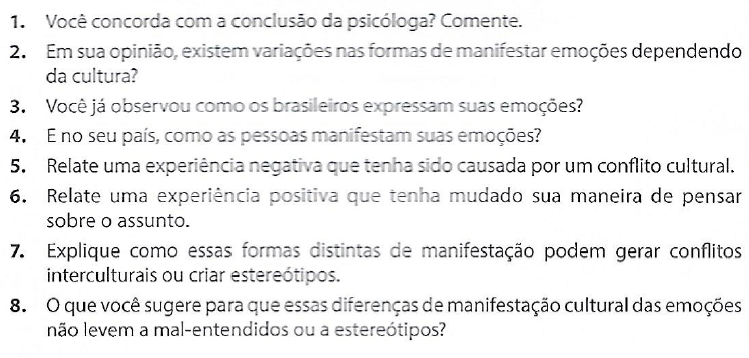 1. Você concorda com a conclusão da psicóloga? Comente.
2. Em sua opinião, existem variações nas formas de manifestar emoções dependendo
da cultura?
3. Você já observou como os brasileiros expressam suas emoções?
4. E no seu país, como as pessoas manifestam suas emoções?
5. Relate uma experiência negativa que tenha sido causada por um conflito cultural.
6. Relate uma experiência positiva que tenha mudado sua maneira de pensar
sobre o assunto.
7. Explique como essas formas distintas de manifestação podem gerar conflitos
interculturais ou criar estereótipos.
8. O que você sugere para que essas diferenças de manifestação cultural das emoções
não levem a mal-entendidos ou a estereótipos?